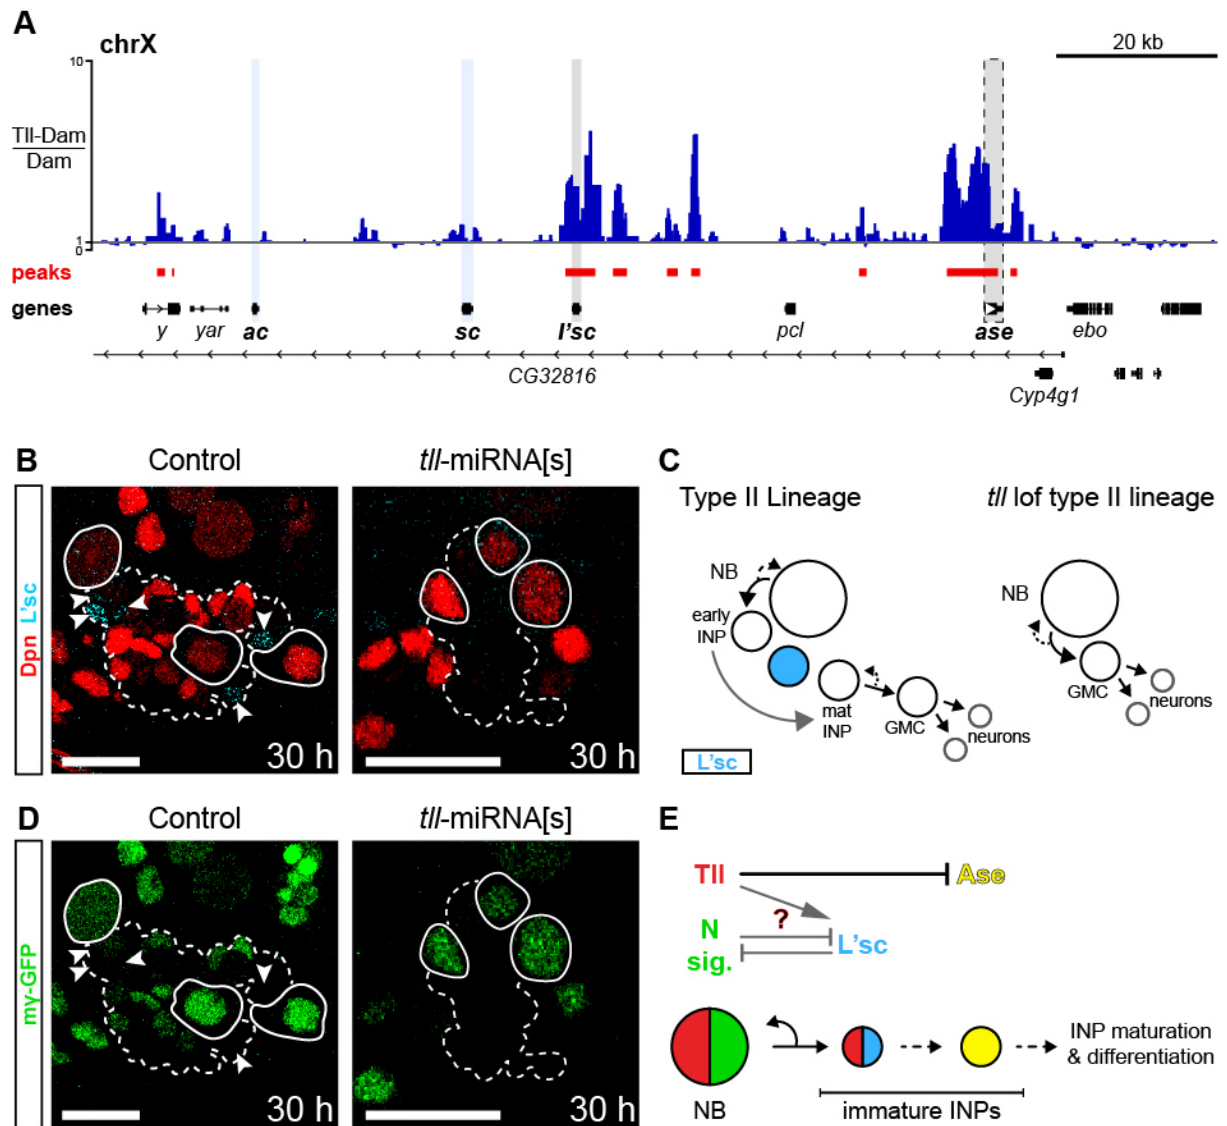 A
chrX
20 kb
10
Tll-Dam
Dam
1
0
peaks
genes
y
yar
ac
sc
l'sc
pcl
ase
ebo
CG32816
Cyp4g1
B
Control
tll-miRNA[s]
Dpn L'sc
30 h
30 h
C
Type II Lineage
tll lof type II lineage
NB
early
INP
mat
INP
GMC
neurons
L'sc
NB
GMC
neurons
D
Control
tll-miRNA[s]
mγ-GFP
30 h
30 h
E
Tll
Ase
?
N
sig.
L'sc
NB
immature INPs
INP maturation
& differentiation